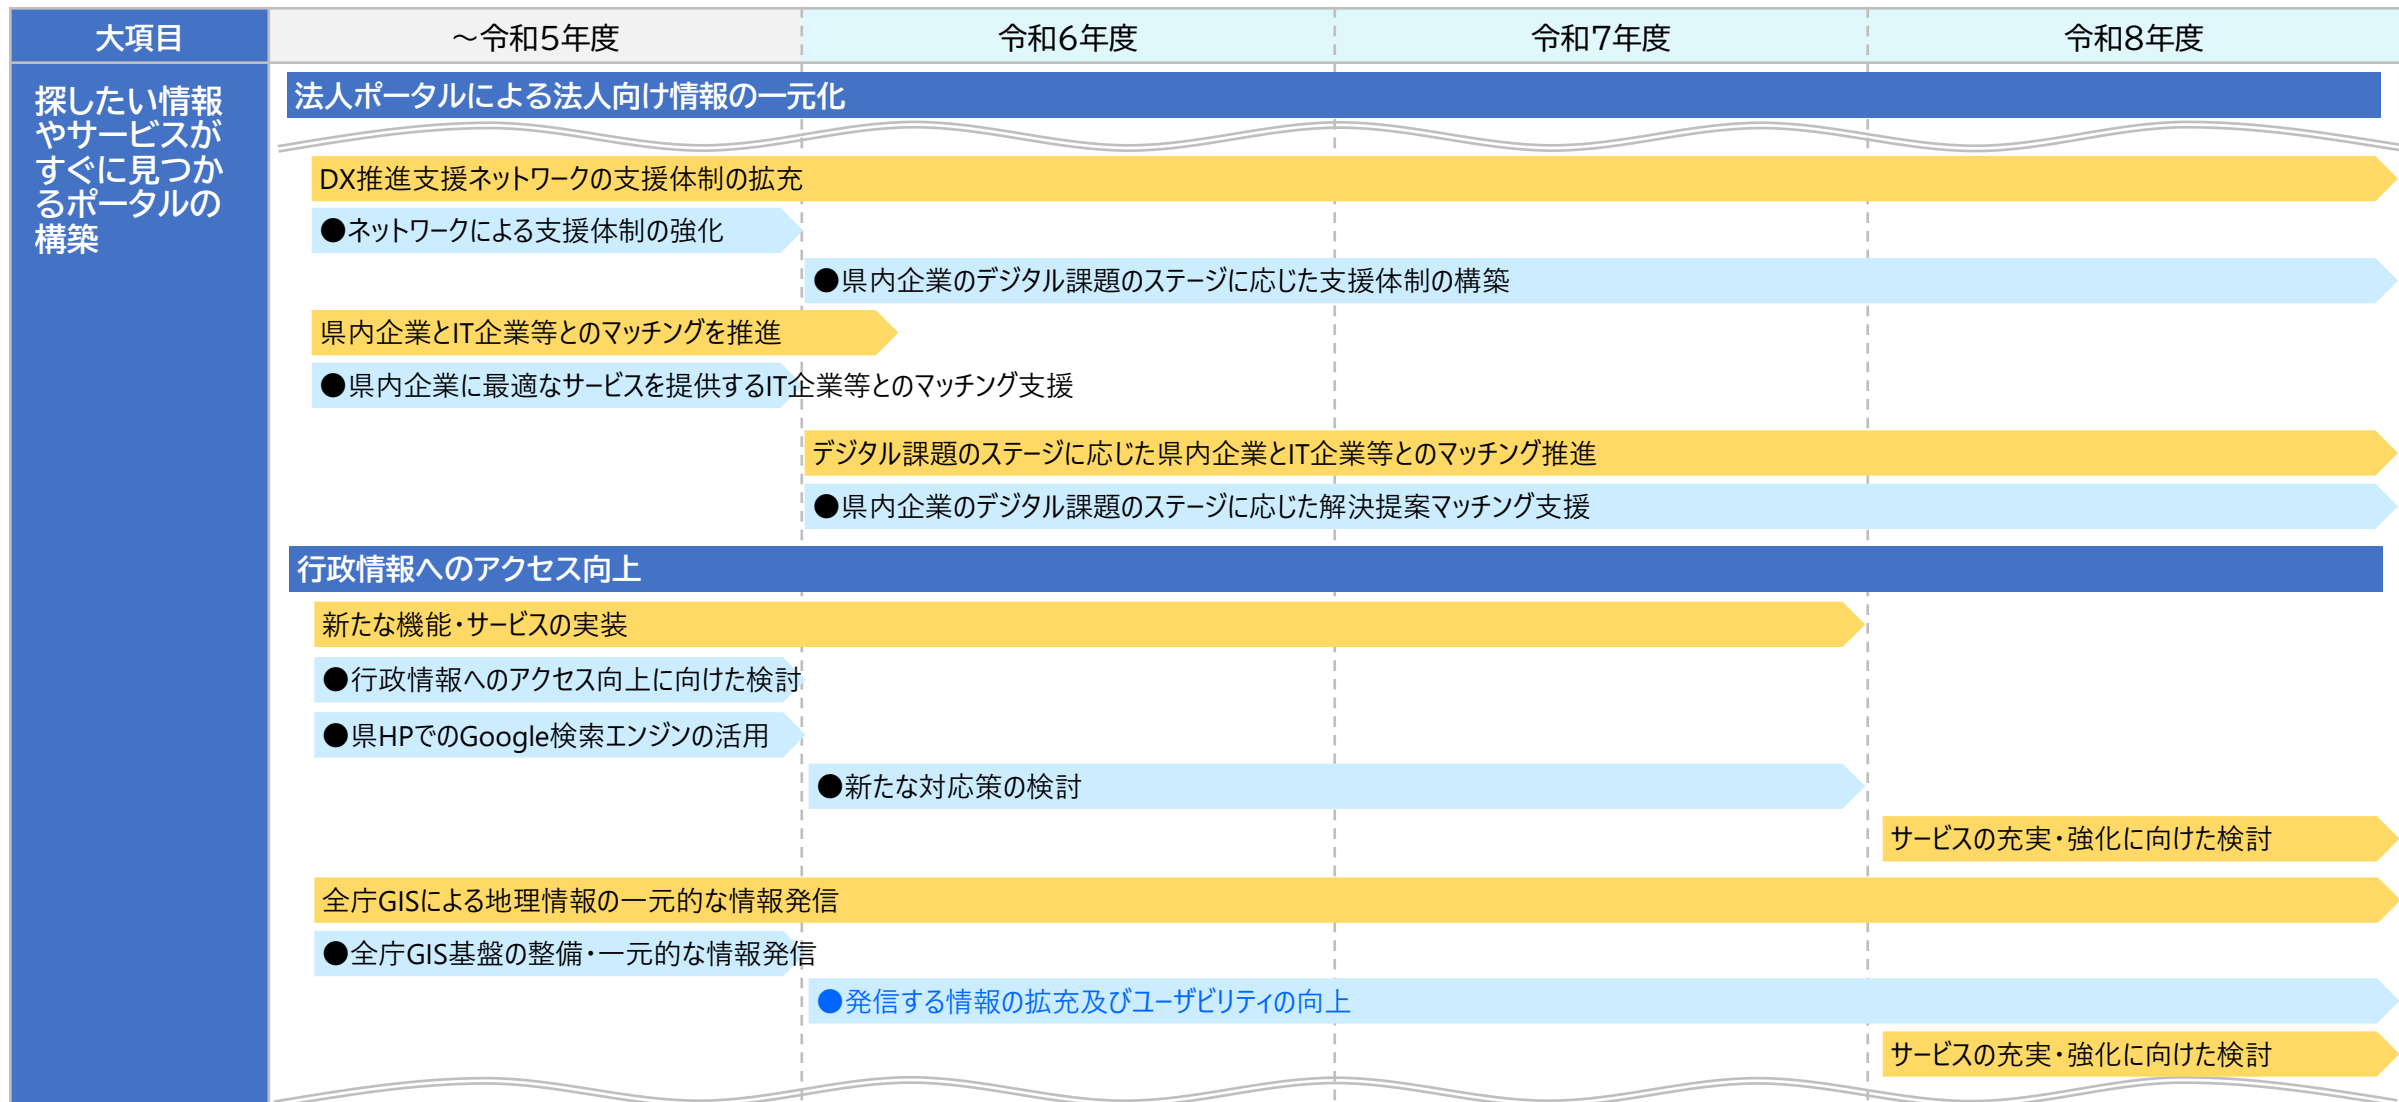 大項目
～令和5年度
令和6年度
令和7年度
令和8年度
探したい情報
やサービスが
すぐに見つか
るポータルの
構築
法人ポータルによる法人向け情報の一元化
DX推進支援ネットワークの支援体制の拡充
●ネットワークによる支援体制の強化
●県内企業のデジタル課題のステージに応じた支援体制の構築
県内企業とIT企業等とのマッチングを推進
●県内企業に最適なサービスを提供するIT企業等とのマッチング支援
デジタル課題のステージに応じた県内企業とIT企業等とのマッチング推進
●県内企業のデジタル課題のステージに応じた解決提案マッチング支援
行政情報へのアクセス向上
新たな機能・サービスの実装
●行政情報へのアクセス向上に向けた検討
●県HPでのGoogle検索エンジンの活用
●新たな対応策の検討
サービスの充実・強化に向けた検討
全庁GISによる地理情報の一元的な情報発信
●全庁GIS基盤の整備・一元的な情報発信
●発信する情報の拡充及びユーザビリティの向上
サービスの充実・強化に向けた検討